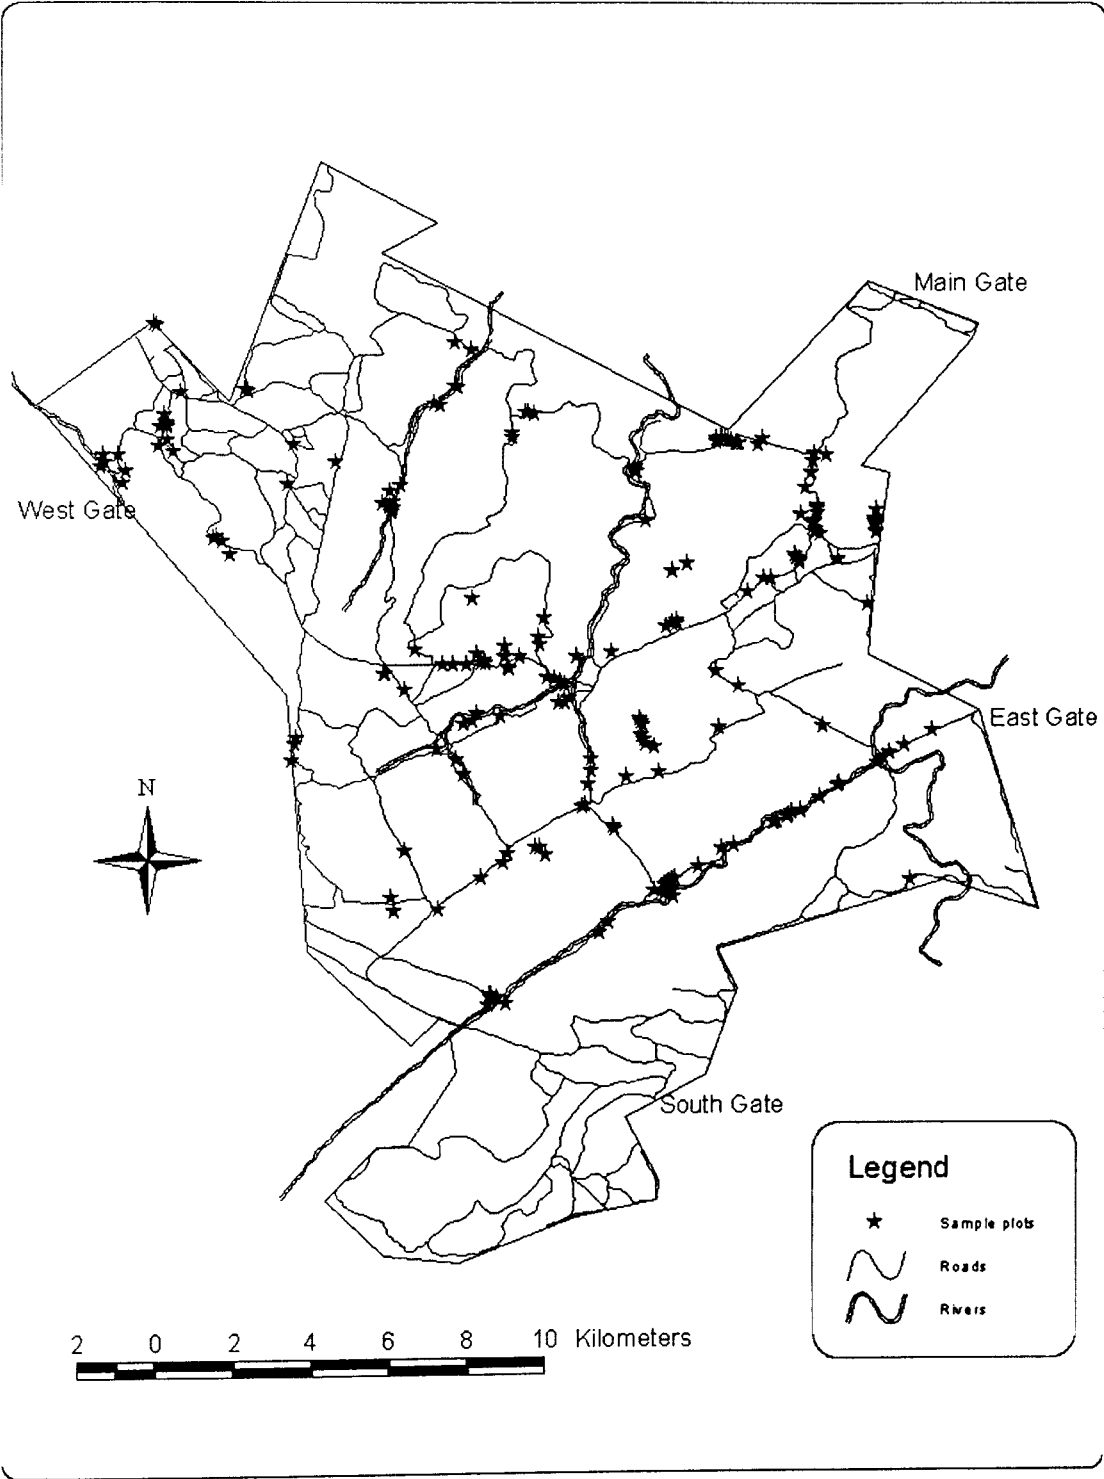 Main Gate
West Gate
East Gate
N
South Gate
Legend
Sample plots
Roads
Rivers
2 0 2 4 6 8 10 Kilometers